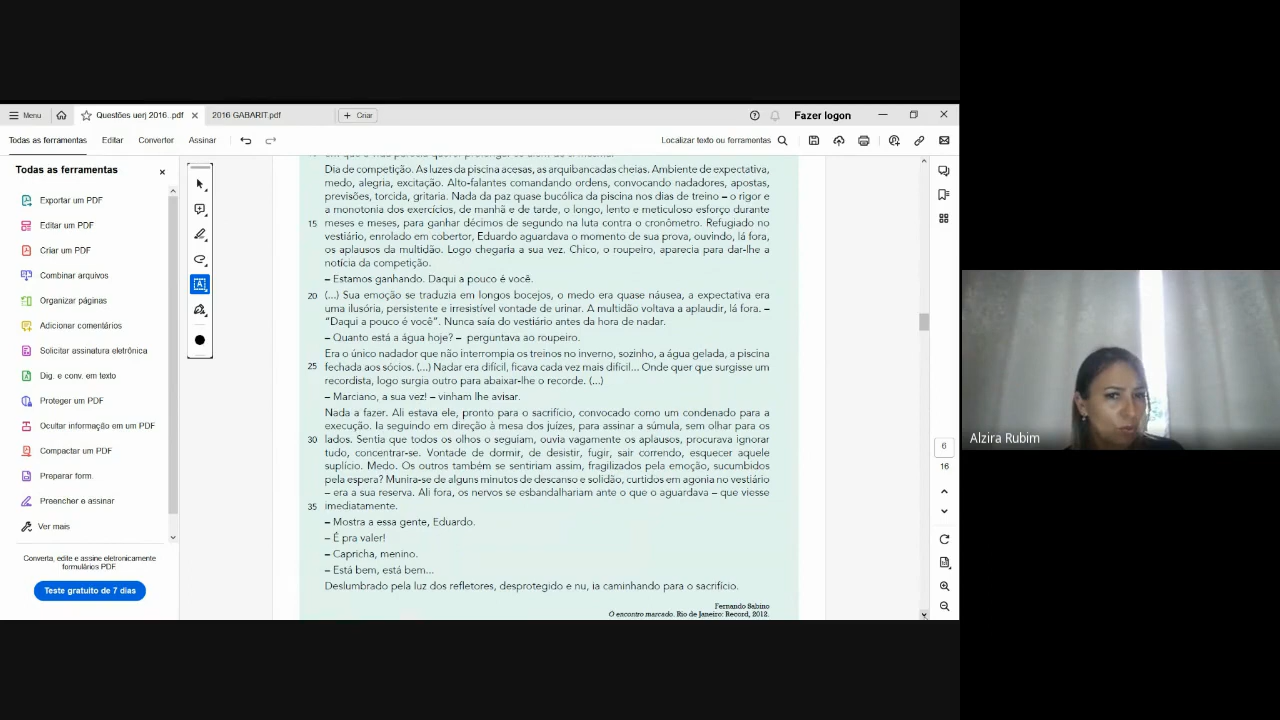 Menu
Questões uerj 2016..pdf
2016 GABARIT.pdf
Criar
Fazer logon
Todas as ferramentas
Editar
Converter
Assinar
Localizar texto ou ferramentas
Todas as ferramentas
Exportar um PDF
Editar um PDF
Criar um PDF
Combinar arquivos
Organizar páginas
Adicionar comentários
Solicitar assinatura eletrônica
Dig. e conv. em texto
Proteger um PDF
Ocultar informação em um PDF
Compactar um PDF
Preparar form.
Preencher e assinar
Ver mais
Converta, edite e assine eletronicamente
formulários PDF
Teste gratuito de 7 dias
Dia de competição. As luzes da piscina acesas, as arquibancadas cheias. Ambiente de expectativa,
medo, alegria, excitação. Alto-falantes comandando ordens, convocando nadadores, apostas,
previsões, torcida, gritaria. Nada da paz quase bucólica da piscina nos dias de treino – o rigor e
a monotonia dos exercícios, de manhã e de tarde, o longo, lento e meticuloso esforço durante
15 meses e meses, para ganhar décimos de segundo na luta contra o cronômetro. Refugiado no
vestiário, enrolado em cobertor, Eduardo aguardava o momento de sua prova, ouvindo, lá fora,
os aplausos da multidão. Logo chegaria a sua vez. Chico, o roupeiro, aparecia para dar-lhe a
notícia da competição.
– Estamos ganhando. Daqui a pouco é você.
20 (...) Sua emoção se traduzia em longos bocejos, o medo era quase náusea, a expectativa era
uma ilusória, persistente e irresistível vontade de urinar. A multidão voltava a aplaudir, lá fora. –
“Daqui a pouco é você”. Nunca saía do vestiário antes da hora de nadar.
– Quanto está a água hoje? – perguntava ao roupeiro.
Era o único nadador que não interrompia os treinos no inverno, sozinho, a água gelada, a piscina
25 fechada aos sócios. (...) Nadar era difícil, ficava cada vez mais difícil... Onde quer que surgisse um
recordista, logo surgia outro para abaixar-lhe o recorde. (...)
– Marciano, a sua vez! – vinham lhe avisar.
Nada a fazer. Ali estava ele, pronto para o sacrifício, convocado como um condenado para a
execução. Ia seguindo em direção à mesa dos juízes, para assinar a súmula, sem olhar para os
30 lados. Sentia que todos os olhos o seguiam, ouvia vagamente os aplausos, procurava ignorar
tudo, concentrar-se. Vontade de dormir, de desistir, fugir, sair correndo, esquecer aquele
suplício. Medo. Os outros também se sentiriam assim, fragilizados pela emoção, sucumbidos
pela espera? Munira-se de alguns minutos de descanso e solidão, curtidos em agonia no vestiário
– era a sua reserva. Ali fora, os nervos se esbandalhariam ante o que o aguardava – que viesse
35 imediatamente.
– Mostra a essa gente, Eduardo.
– É pra valer!
– Capricha, menino.
– Está bem, está bem...
Deslumbrado pela luz dos refletores, desprotegido e nu, ia caminhando para o sacrifício.
Fernando Sabino
O encontro marcado. Rio de Janeiro: Record, 2012.
6
16
Alzira Rubim